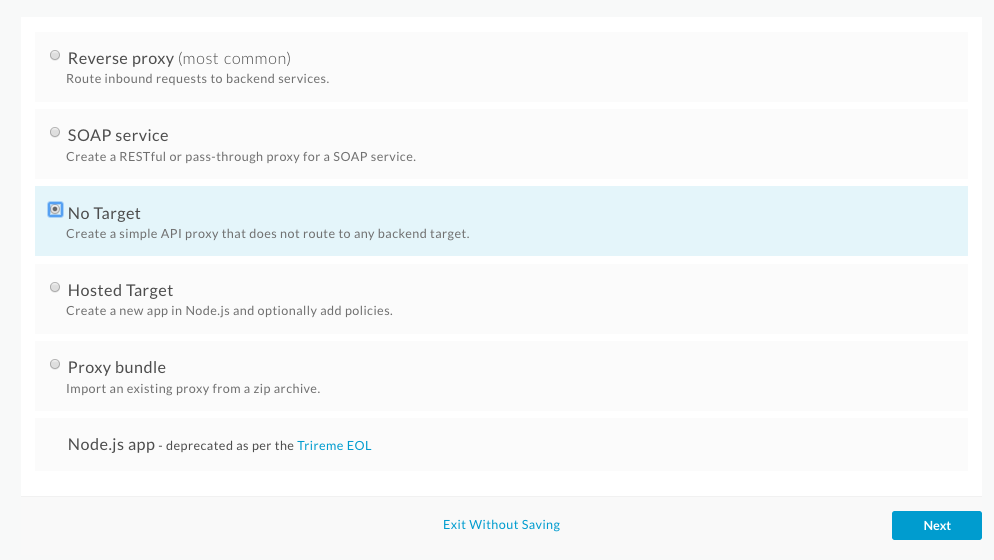 Reverse proxy (most common)
Route inbound requests to backend services.
SOAP service
Create a RESTful or pass-through proxy for a SOAP service.
No Target
Create a simple API proxy that does not route to any backend target.
Hosted Target
Create a new app in Node.js and optionally add policies.
Proxy bundle
Import an existing proxy from a zip archive.
Node.js app - deprecated as per the Trireme EOL
Exit Without Saving
Next